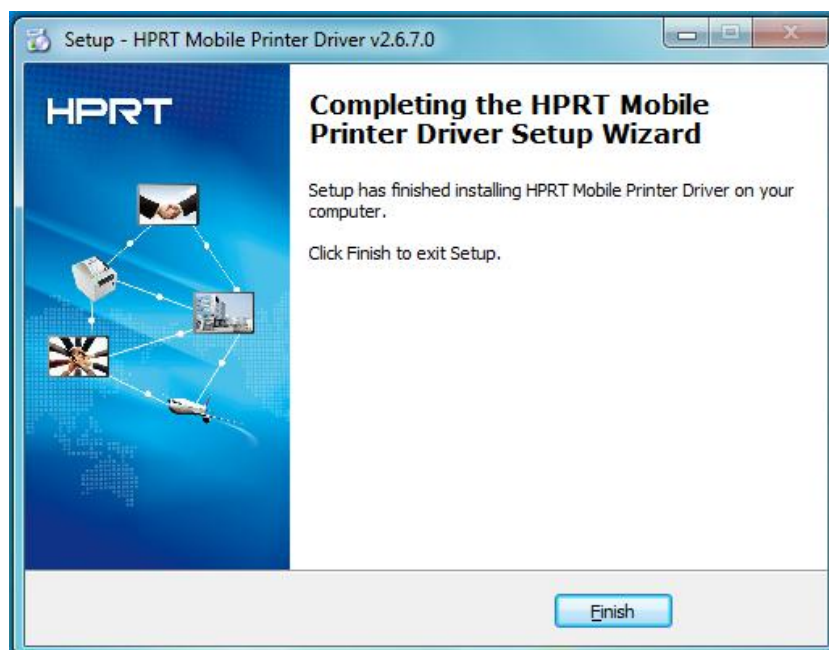 Setup - HPRT Mobile Printer Driver v2.6.7.0
HPRT
Completing the HPRT Mobile
Printer Driver Setup Wizard
Setup has finished installing HPRT Mobile Printer Driver on your
computer.
Click Finish to exit Setup.
Finish